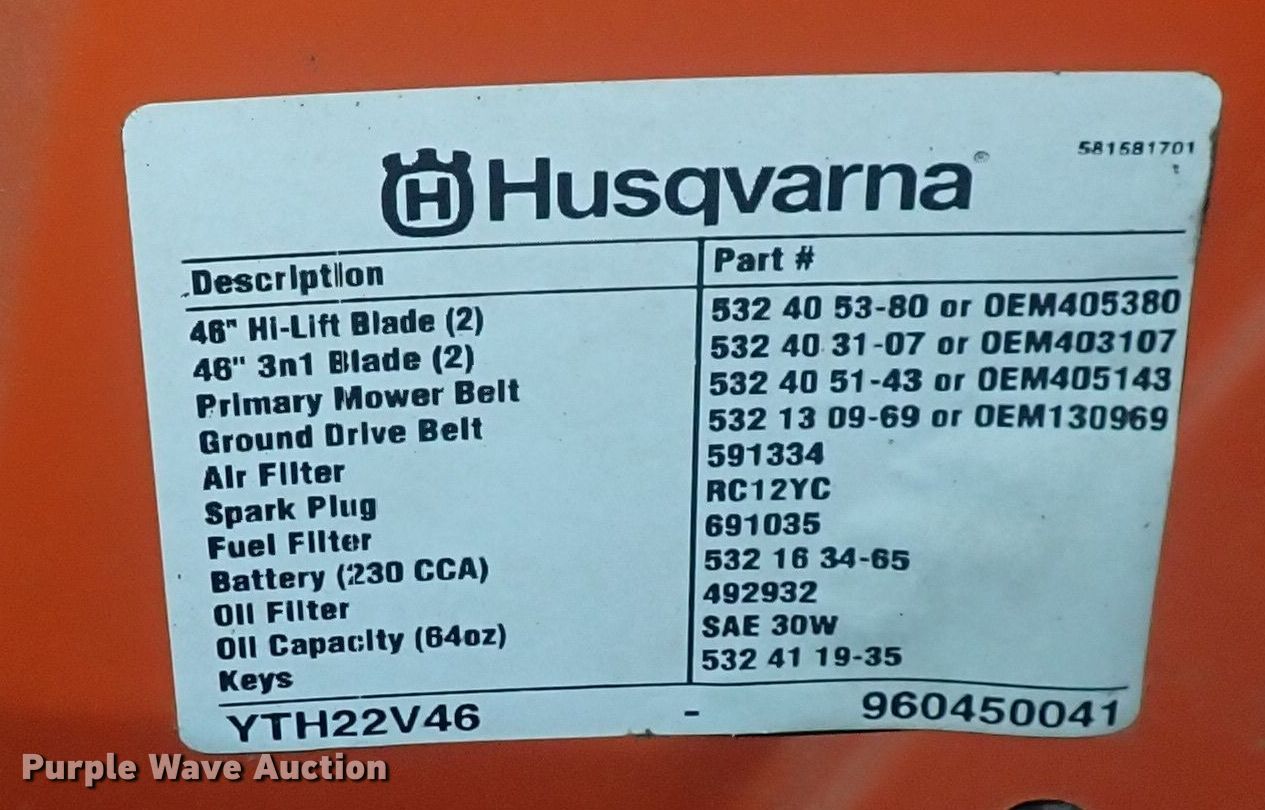 581581701
H Husqvarna®
Description Part #
46" Hi-Lift Blade (2) 532 40 53-80 or OEM405380
46" 3n1 Blade (2) 532 40 31-07 or OEM403107
Primary Mower Belt 532 40 51-43 or OEM405143
Ground Drive Belt 532 13 09-69 or OEM130969
Air Filter 591334
Spark Plug RC12YC
Fuel Filter 691035
Battery (230 CCA) 532 16 34-65
Oil Filter 492932
Oil Capacity (64oz) SAE 30W
Keys 532 41 19-35
YTH22V46 - 960450041
Purple Wave Auction